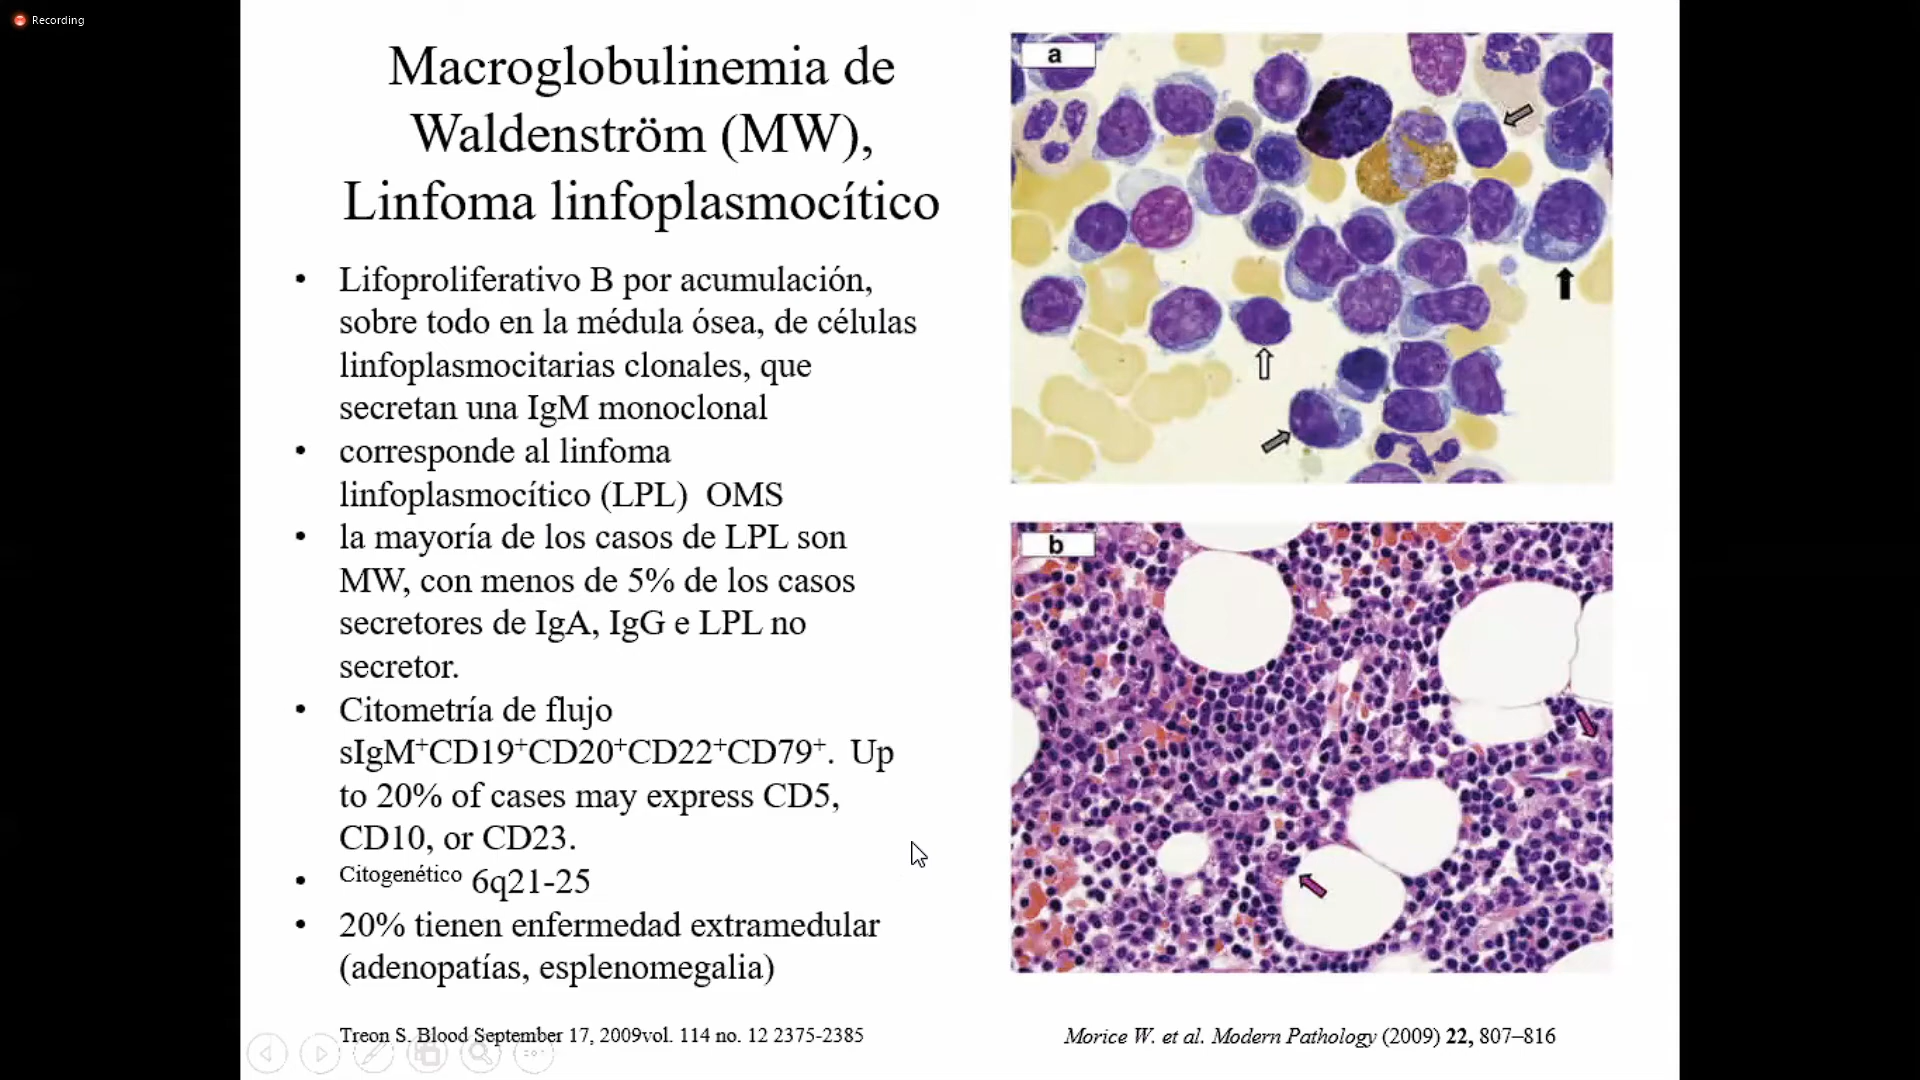 Recording
Macroglobulinemia de
Waldenström (MW),
Linfoma linfoplasmocítico
• Lifoproliferativo B por acumulación,
sobre todo en la médula ósea, de células
linfoplasmocitarias clonales, que
secretan una IgM monoclonal
• corresponde al linfoma
linfoplasmocítico (LPL) OMS
• la mayoría de los casos de LPL son
MW, con menos de 5% de los casos
secretores de IgA, IgG e LPL no
secretor.
• Citometría de flujo
sIgM⁺CD19⁺CD20⁺CD22⁺CD79⁺. Up
to 20% of cases may express CD5,
CD10, or CD23.
• Citogenético 6q21-25
• 20% tienen enfermedad extramedular
(adenopatías, esplenomegalia)
Treon S. Blood September 17, 2009vol. 114 no. 12 2375-2385
a
b
Morice W. et al. Modern Pathology (2009) 22, 807–816